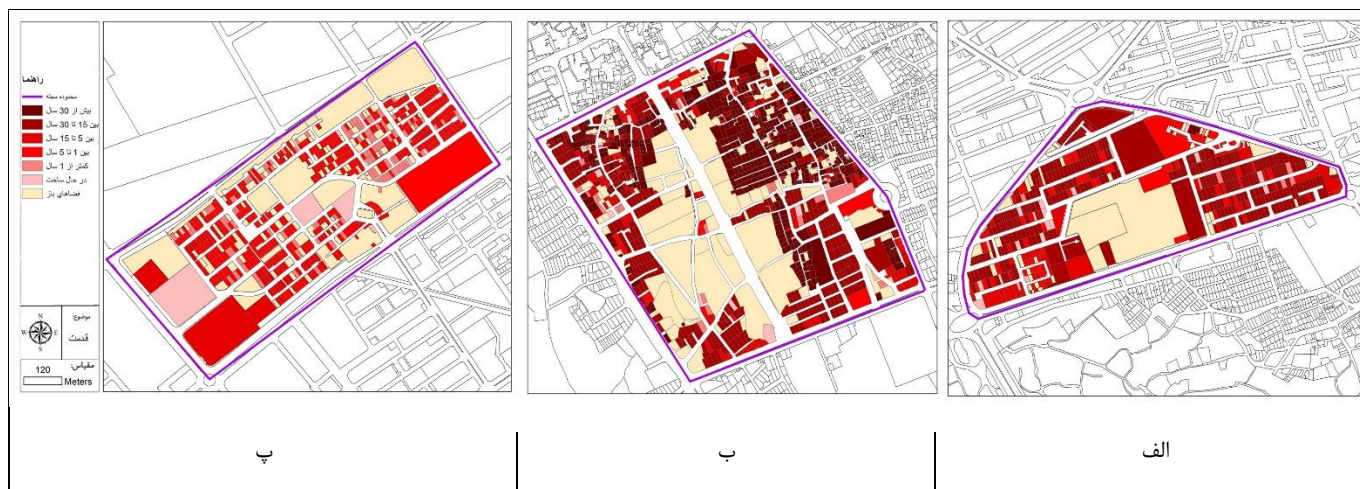 راهنما
محدوده محله
بیش از 30 سال
بین 15 تا 30 سال
بین 5 تا 15 سال
بین 1 تا 5 سال
کمتر از 1 سال
در حال ساخت
فضاهاي باز
N
W E
S
موضوع:
قدمت
مقیاس:
120
Meters
الف
ب
پ